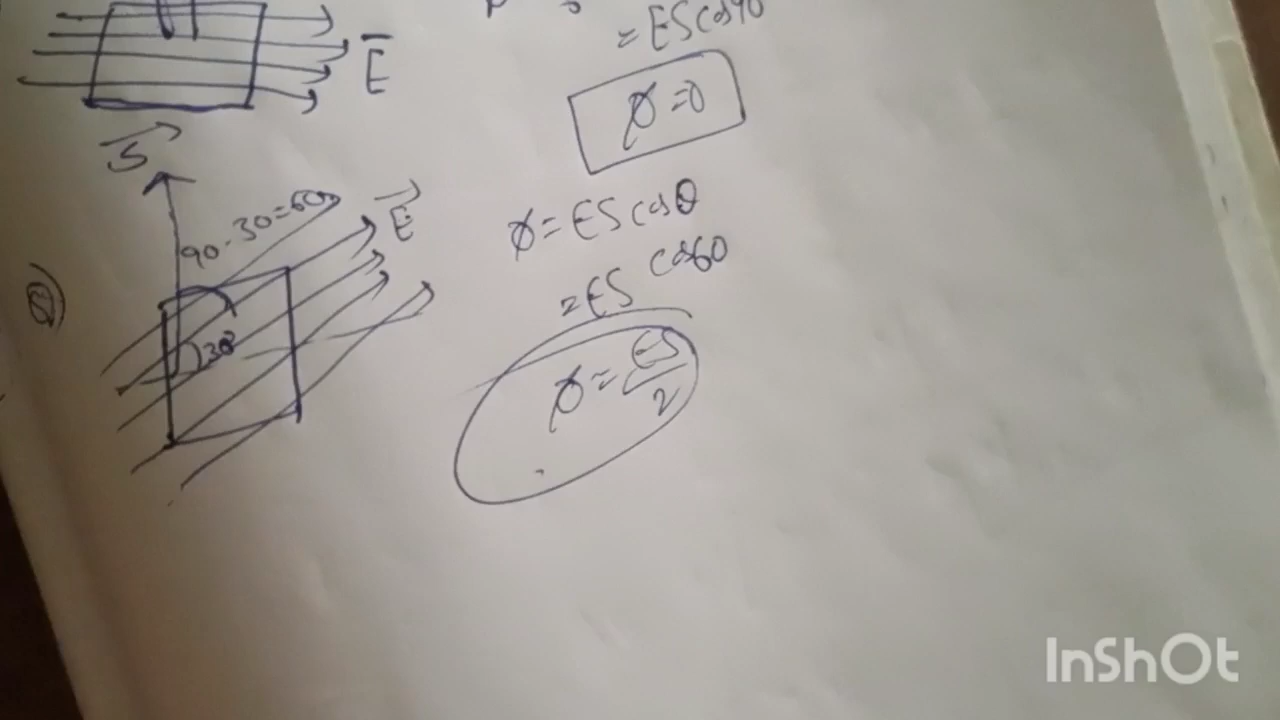 = ES cos 90
E
φ = 0
S
90 - 30 = 60
E
φ = ES cos θ
= ES cos 60
30°
φ = ES/2
InShOt